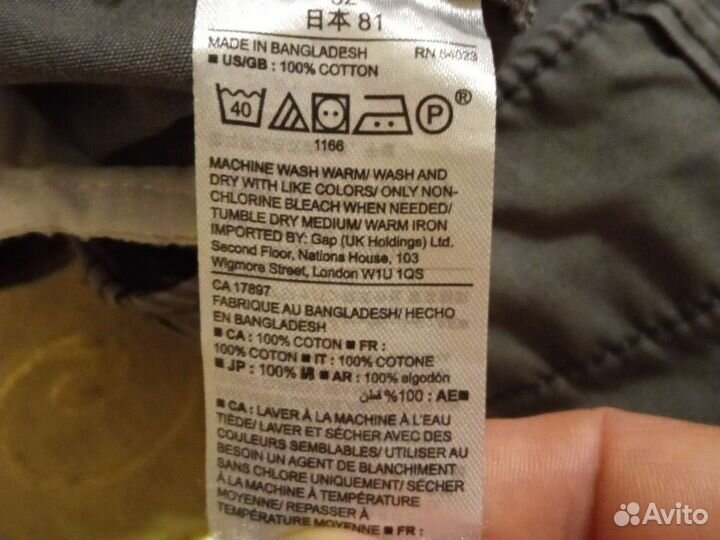 日本 81
MADE IN BANGLADESH RN 54023
■ US/GB : 100% COTTON
40 P ®
1166
MACHINE WASH WARM/ WASH AND
DRY WITH LIKE COLORS/ ONLY NON-
CHLORINE BLEACH WHEN NEEDED/
TUMBLE DRY MEDIUM/ WARM IRON
IMPORTED BY: Gap (UK Holdings) Ltd.
Second Floor, Nations House, 103
Wigmore Street, London W1U 1QS
CA 17897
FABRIQUE AU BANGLADESH/ HECHO
EN BANGLADESH
■ CA : 100% COTON ■ FR :
100% COTON ■ IT : 100% COTONE
■ JP : 100% 綿 ■ AR : 100% algodón
■ AE : 100% قطن
■ CA : LAVER À LA MACHINE À L'EAU
TIÈDE/ LAVER ET SÉCHER AVEC DES
COULEURS SEMBLABLES/ UTILISER AU
BESOIN UN AGENT DE BLANCHIMENT
SANS CHLORE UNIQUEMENT/ SÉCHER
À LA MACHINE À TEMPÉRATURE
MOYENNE/ REPASSER À
TEMPÉRATURE MOYENNE ■ FR :
Avito